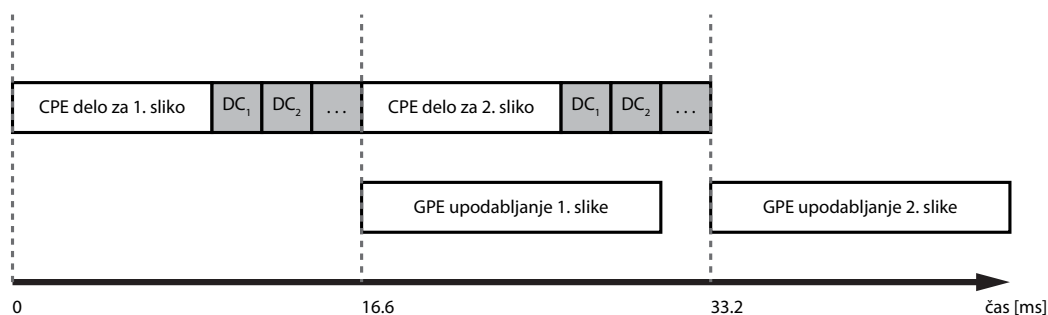 CPE delo za 1. sliko DC₁ DC₂ ... CPE delo za 2. sliko DC₁ DC₂ ...
GPE upodabljanje 1. slike GPE upodabljanje 2. slike
0 16.6 33.2 čas [ms]